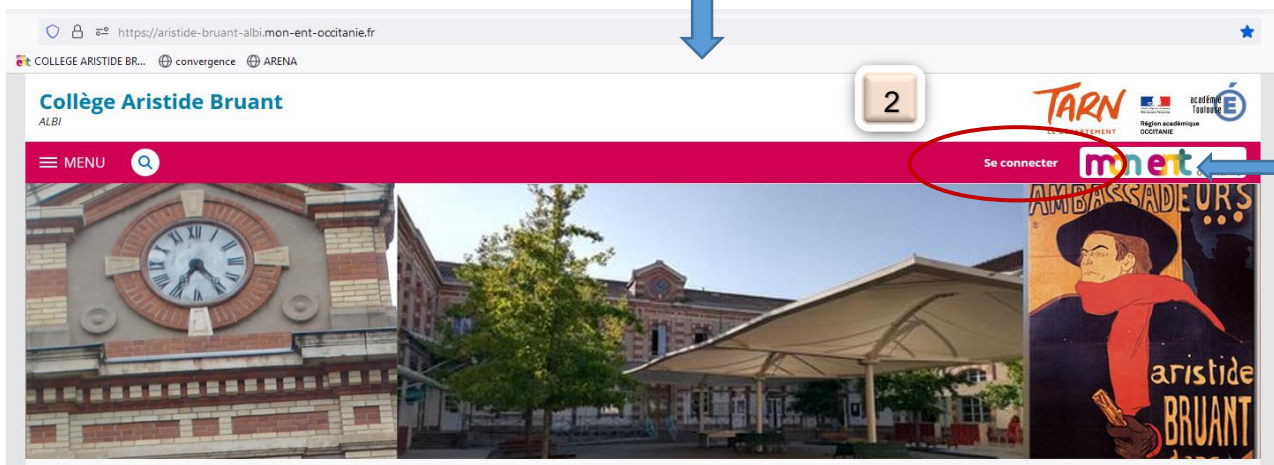 https://aristide-bruant-albi.mon-ent-occitanie.fr
COLLEGE ARISTIDE BR... convergence ARENA
Collège Aristide Bruant
ALBI
2
TARN
LE DÉPARTEMENT
Région académique
OCCITANIE
académie
Toulouse
MENU
Se connecter
mon ent
AMBASSADEURS
aristide
BRUANT
dans